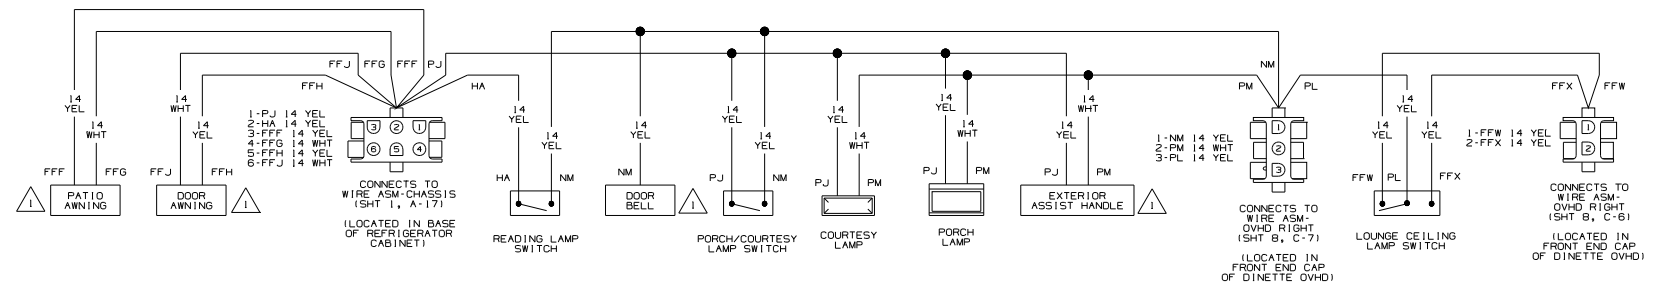 FFJ
FFG
FFF
PJ
FFH
HA
NM
PM
PL
FFX
FFW
14
YEL
14
WHT
14
WHT
14
YEL
14
YEL
14
YEL
14
YEL
14
YEL
14
YEL
14
YEL
14
WHT
14
YEL
14
WHT
14
YEL
14
WHT
14
YEL
14
YEL
14
YEL
1-PJ 14 YEL
2-HA 14 YEL
3-FFF 14 YEL
4-FFG 14 WHT
5-FFH 14 YEL
6-FFJ 14 WHT
3 2 1
6 5 4
1-NM 14 YEL
2-PM 14 WHT
3-PL 14 YEL
1
2
3
1-FFW 14 YEL
2-FFX 14 YEL
1
2
FFF
FFG
FFJ
FFH
HA
NM
NM
PJ
NM
PJ
PM
PJ
PM
PJ
PM
FFW
PL
FFX
1
PATIO
AWNING
DOOR
AWNING
1
CONNECTS TO
WIRE ASM-CHASSIS
(SHT 1, A-17)
(LOCATED IN BASE
OF REFRIGERATOR
CABINET)
READING LAMP
SWITCH
DOOR
BELL
1
PORCH/COURTESY
LAMP SWITCH
COURTESY
LAMP
PORCH
LAMP
EXTERIOR
ASSIST HANDLE
1
CONNECTS TO
WIRE ASM-
OVHD RIGHT
(SHT 8, C-7)
(LOCATED IN
FRONT END CAP
OF DINETTE OVHD)
LOUNGE CEILING
LAMP SWITCH
CONNECTS TO
WIRE ASM-
OVHD RIGHT
(SHT 8, C-6)
(LOCATED IN
FRONT END CAP
OF DINETTE OVHD)